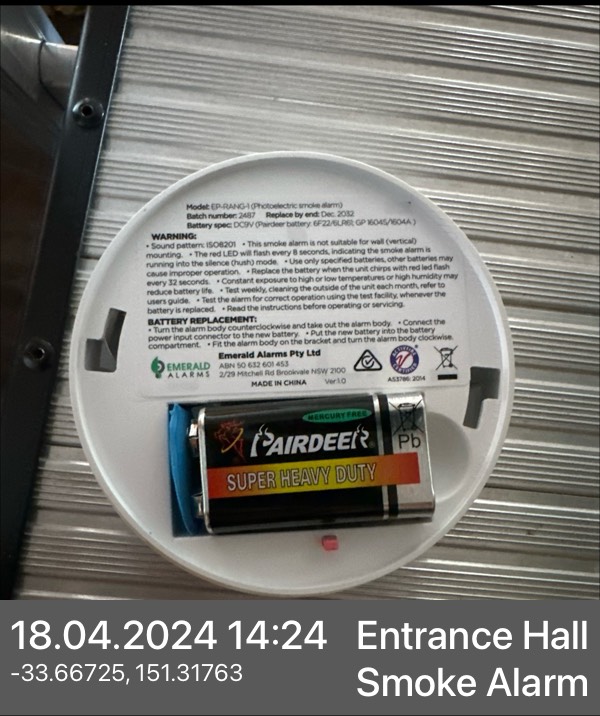 Model: EP-RANG-1 (Photoelectric smoke alarm)
Batch number: 2487 Replace by end: Dec. 2032
Battery spec: DC9V (Pairdeer battery: 6F22/6LR61; GP 1604S/1604A )
WARNING:
• Sound pattern: ISO8201 • This smoke alarm is not suitable for wall (vertical)
mounting. • The red LED will flash every 8 seconds, indicating the smoke alarm is
running into the silence (hush) mode. • Use only specified batteries, other batteries may
cause improper operation. • Replace the battery when the unit chirps with red led flash
every 32 seconds. • Constant exposure to high or low temperatures or high humidity may
reduce battery life. • Test weekly, cleaning the outside of the unit each month, refer to
users guide. • Test the alarm for correct operation using the test facility, whenever the
battery is replaced. • Read the instructions before operating or servicing.
BATTERY REPLACEMENT:
• Turn the alarm body counterclockwise and take out the alarm body. • Connect the
power input connector to the new battery. • Put the new battery into the battery
compartment. • Fit the alarm body on the bracket and turn the alarm body clockwise.
EMERALD
ALARMS
Emerald Alarms Pty Ltd
ABN 50 632 601 453
2/29 Mitchell Rd Brookvale NSW 2100
MADE IN CHINA Ver:1.0
AS3786: 2014
MERCURY FREE
PAIRDEER
SUPER HEAVY DUTY
Pb
18.04.2024 14:24
-33.66725, 151.31763
Entrance Hall
Smoke Alarm